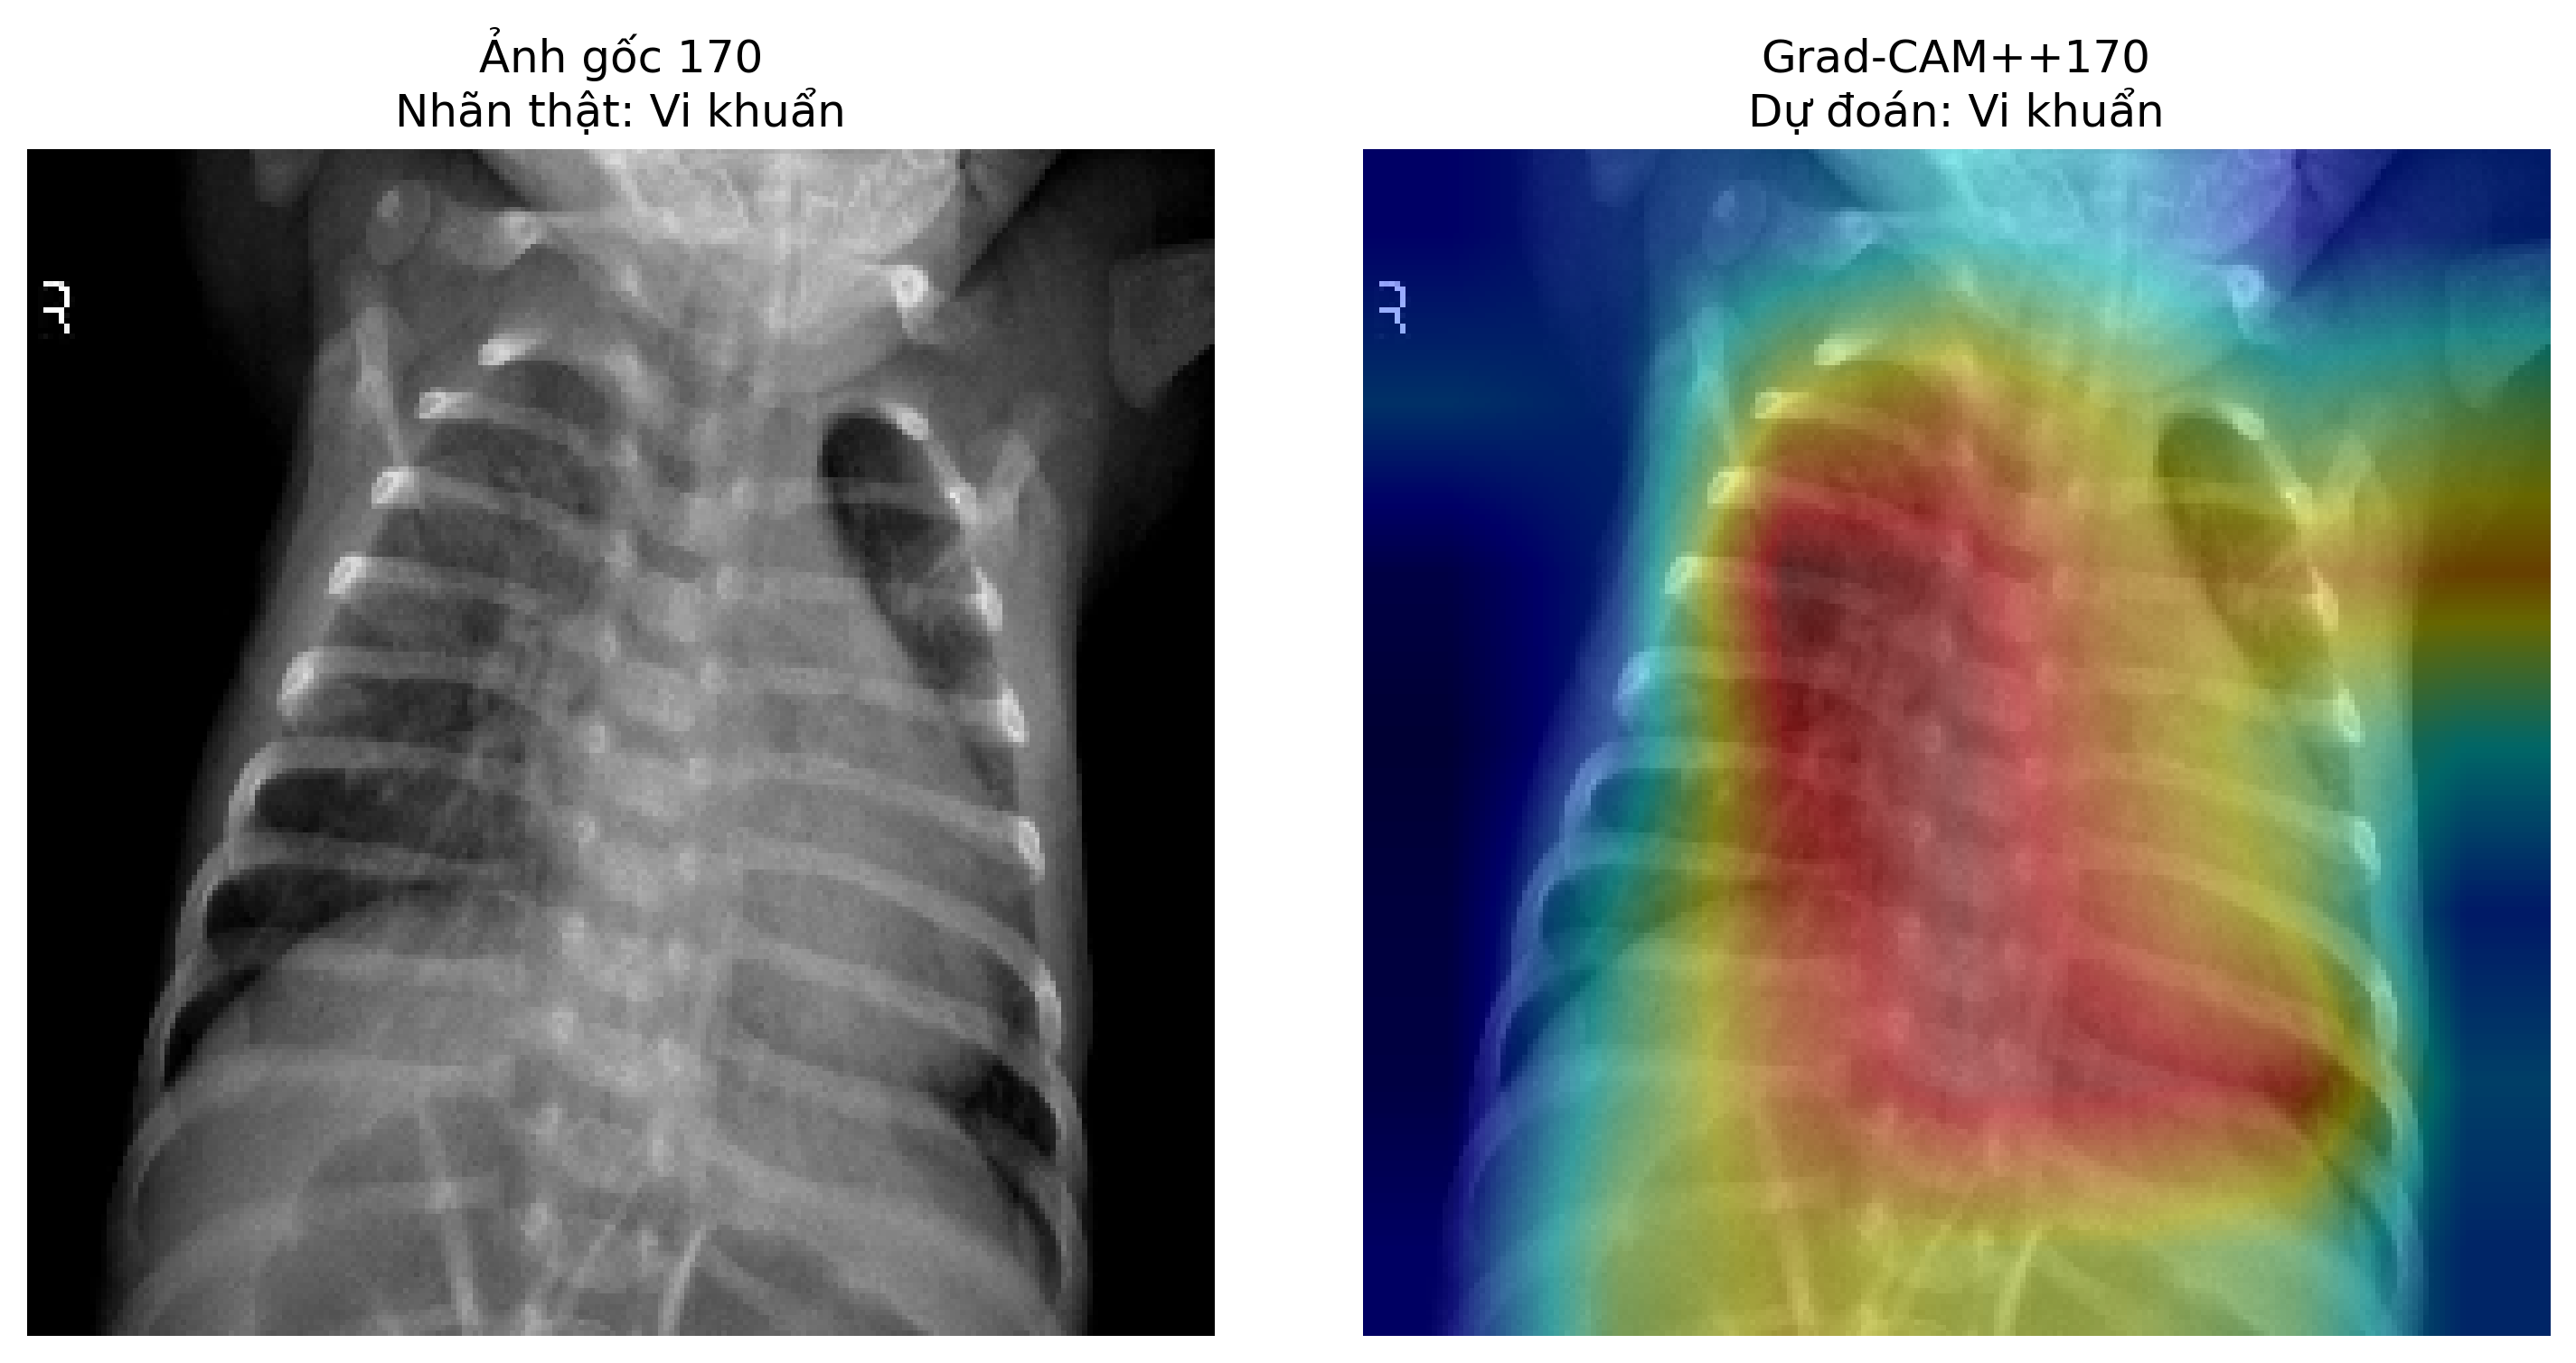 Ảnh gốc 170
Nhãn thật: Vi khuẩn
Grad-CAM++170
Dự đoán: Vi khuẩn